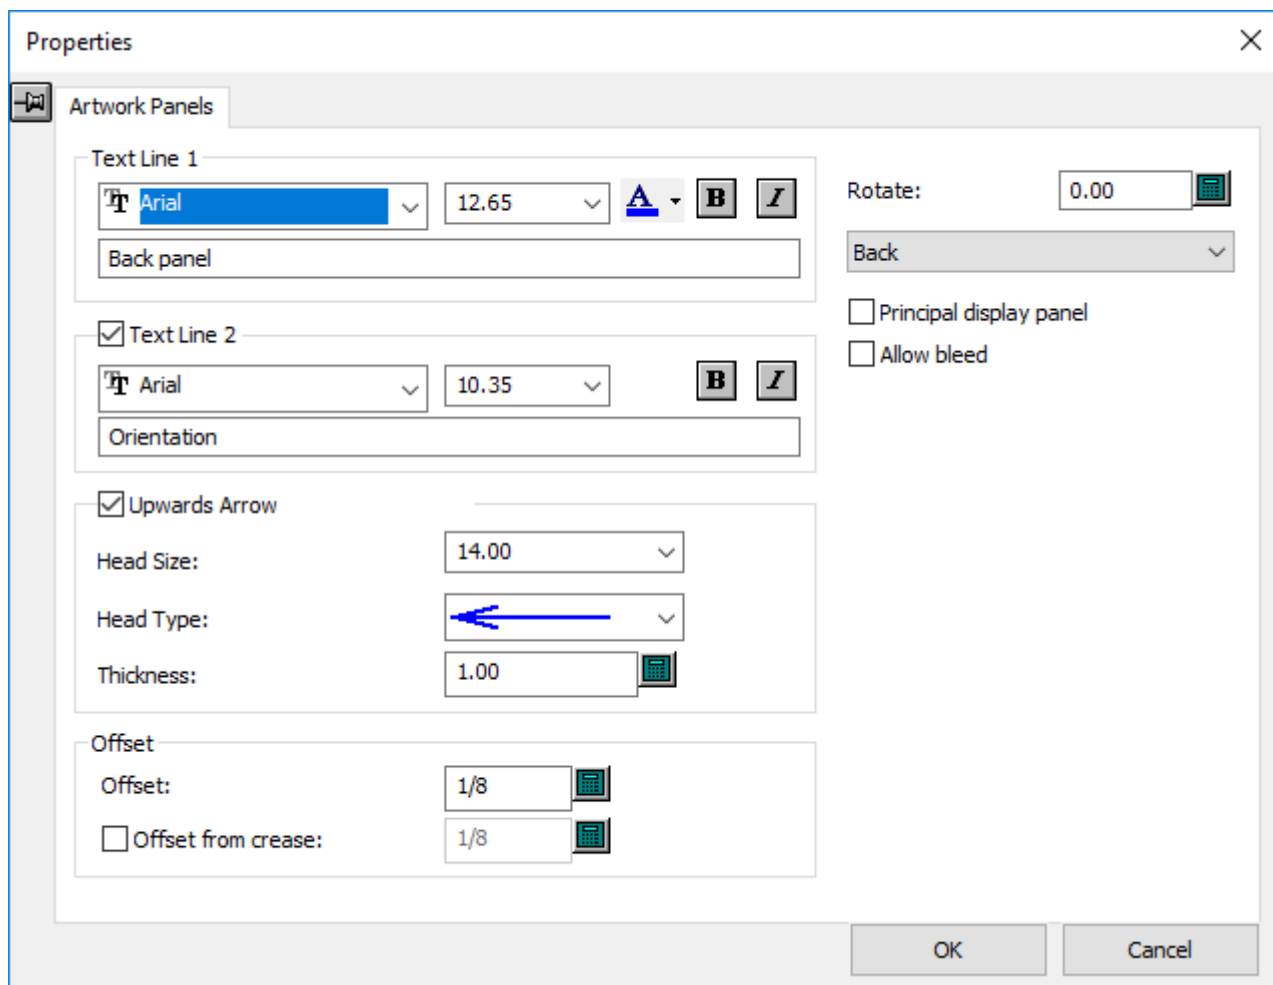 Properties
Artwork Panels
Text Line 1
Arial
12.65
A
B
I
Back panel
Rotate:
0.00
Back
Principal display panel
Allow bleed
Text Line 2
Arial
10.35
B
I
Orientation
Upwards Arrow
Head Size:
14.00
Head Type:
Thickness:
1.00
Offset
Offset:
1/8
Offset from crease:
1/8
OK
Cancel